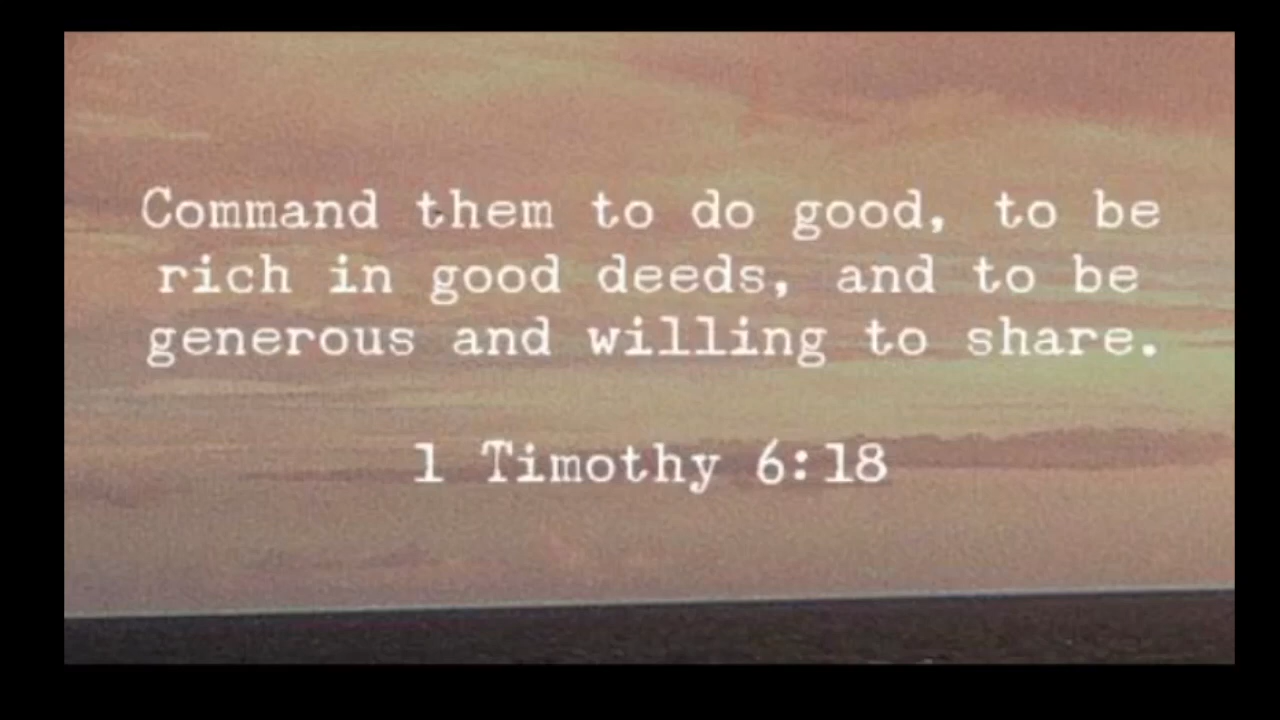 Command them to do good, to be
rich in good deeds, and to be
generous and willing to share.
1 Timothy 6:18